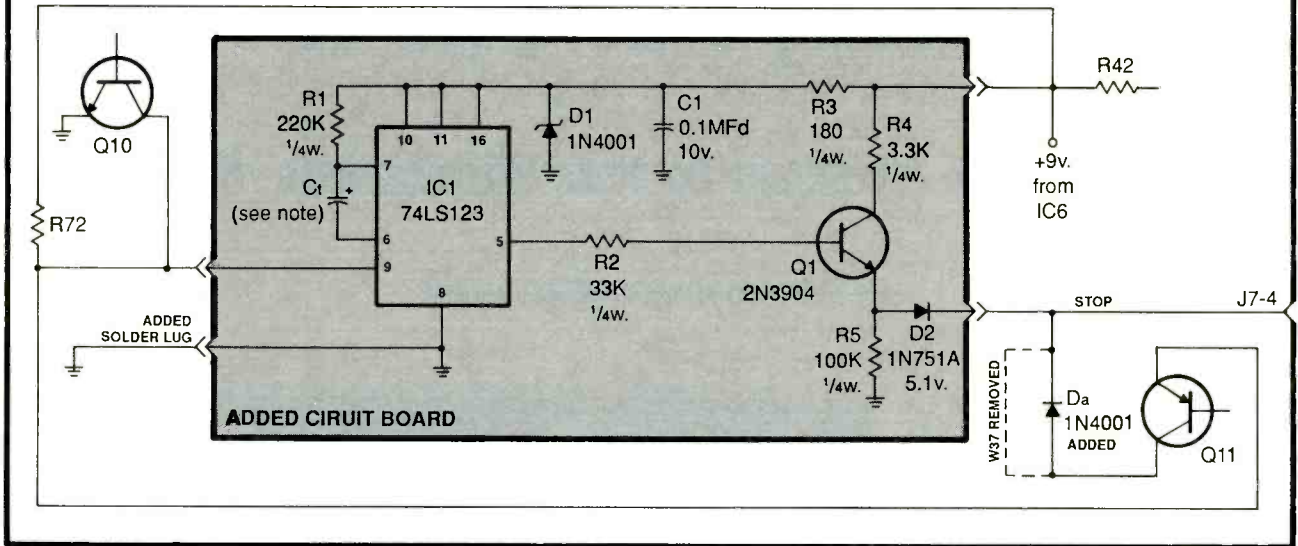 R42
R1
220K
1/4w.
10
11
16
D1
1N4001
C1
0.1MFd
10v.
R3
180
1/4w.
R4
3.3K
1/4w.
Q10
+9v.
from
IC6
7
Ct
+
(see note)
IC1
74LS123
R72
6
5
9
R2
33K
1/4w.
Q1
2N3904
8
ADDED
SOLDER LUG
STOP
J7-4
R5
100K
1/4w.
D2
1N751A
5.1v.
W37 REMOVED
Da
1N4001
ADDED
Q11
ADDED CIRUIT BOARD